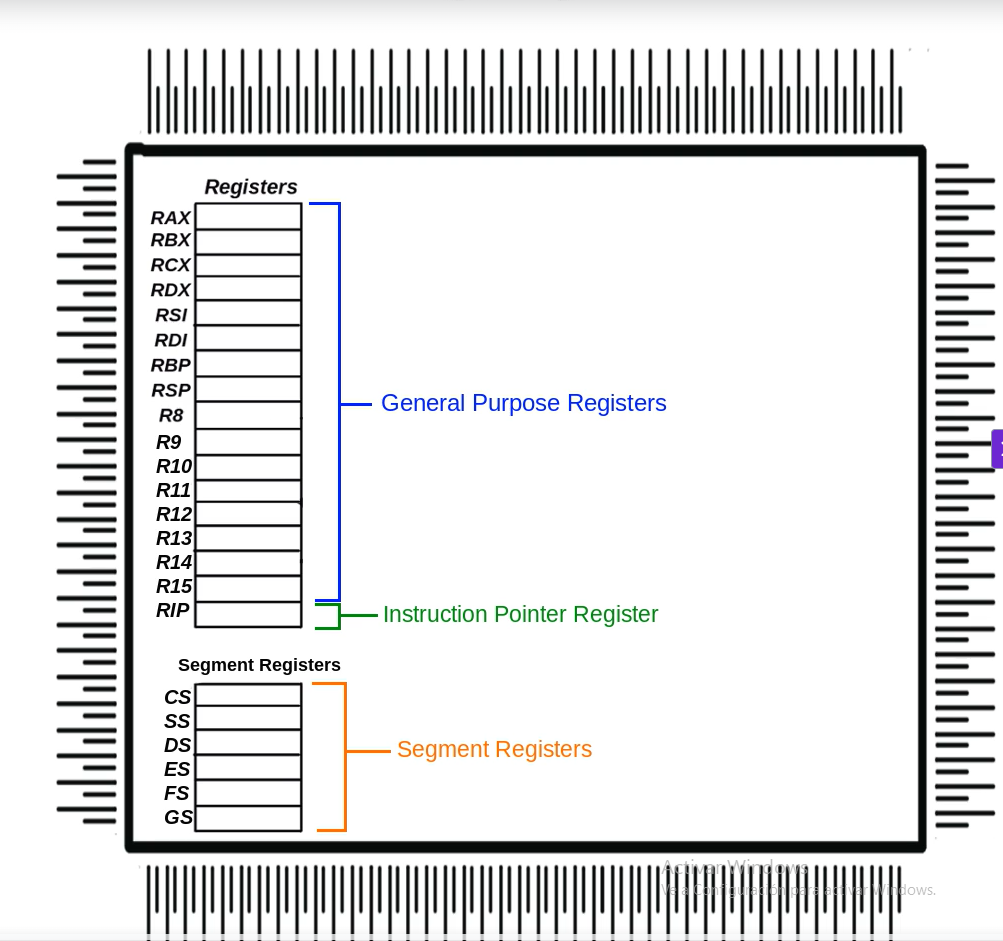 Registers
RAX
RBX
RCX
RDX
RSI
RDI
RBP
RSP
R8
R9
R10
R11
R12
R13
R14
R15
RIP
General Purpose Registers
Instruction Pointer Register
Segment Registers
CS
SS
DS
ES
FS
GS
Segment Registers
Activar Windows
Ve a Configuración para activar Windows.